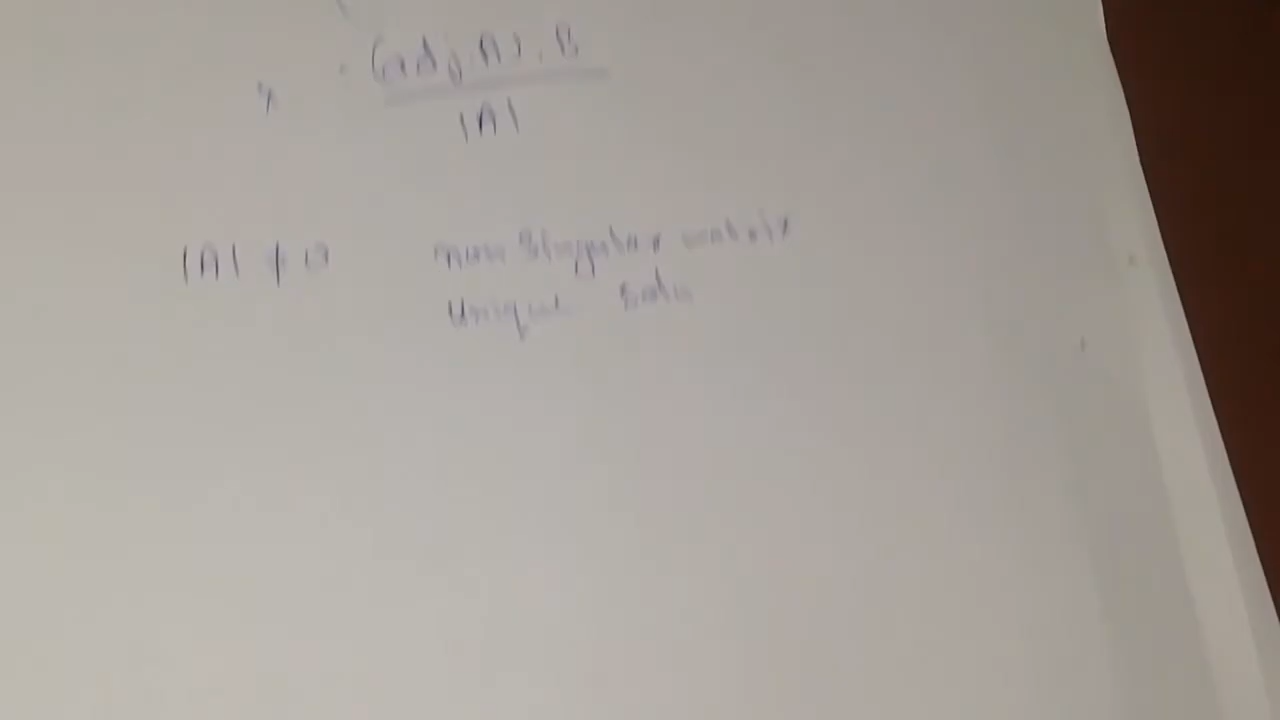 x = (adj.A).B
|A|
|A| ≠ 0 non Singular matrix
Unique Soln